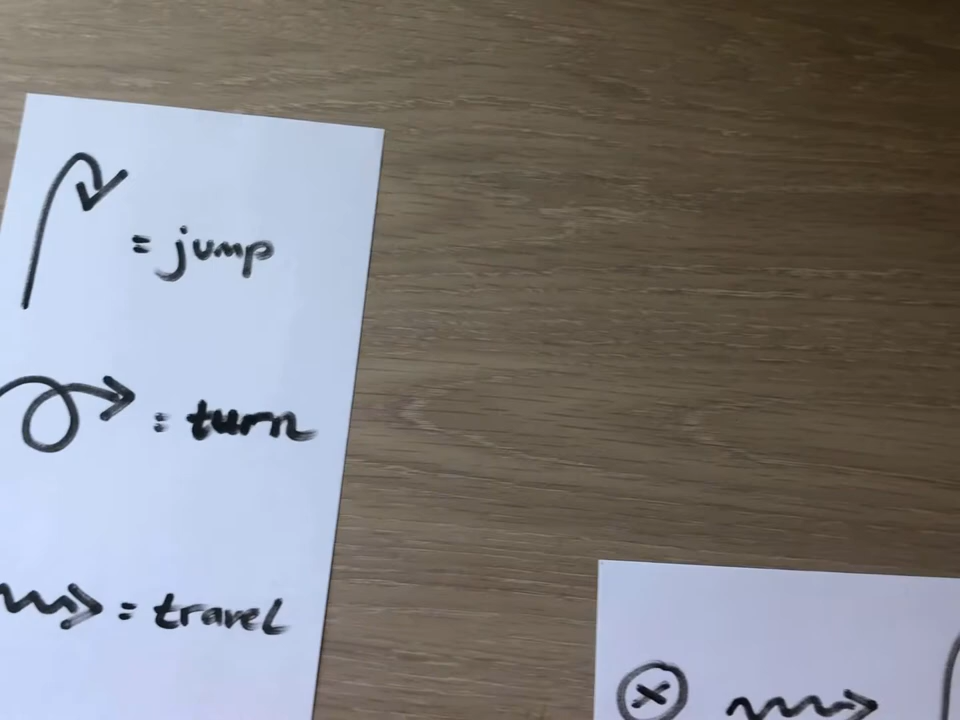 = jump
: turn
= travel
x